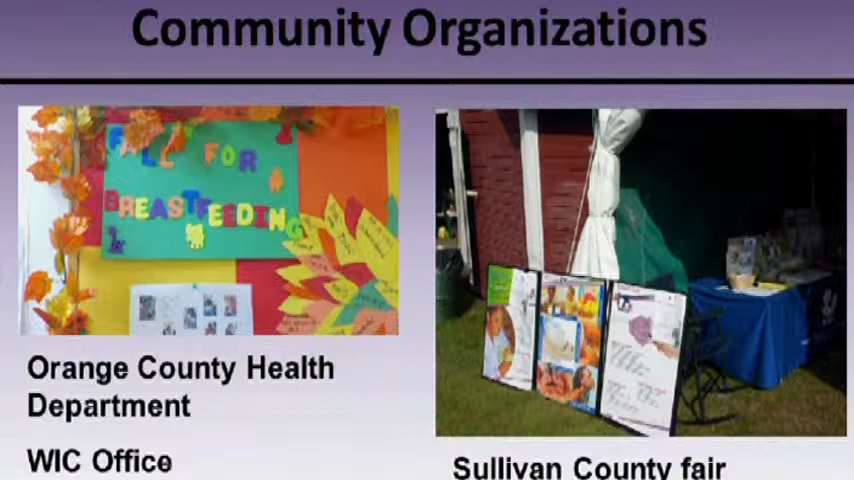 Community Organizations
FALL FOR
BREASTFEEDING
Orange County Health
Department
WIC Office
Sullivan County fair